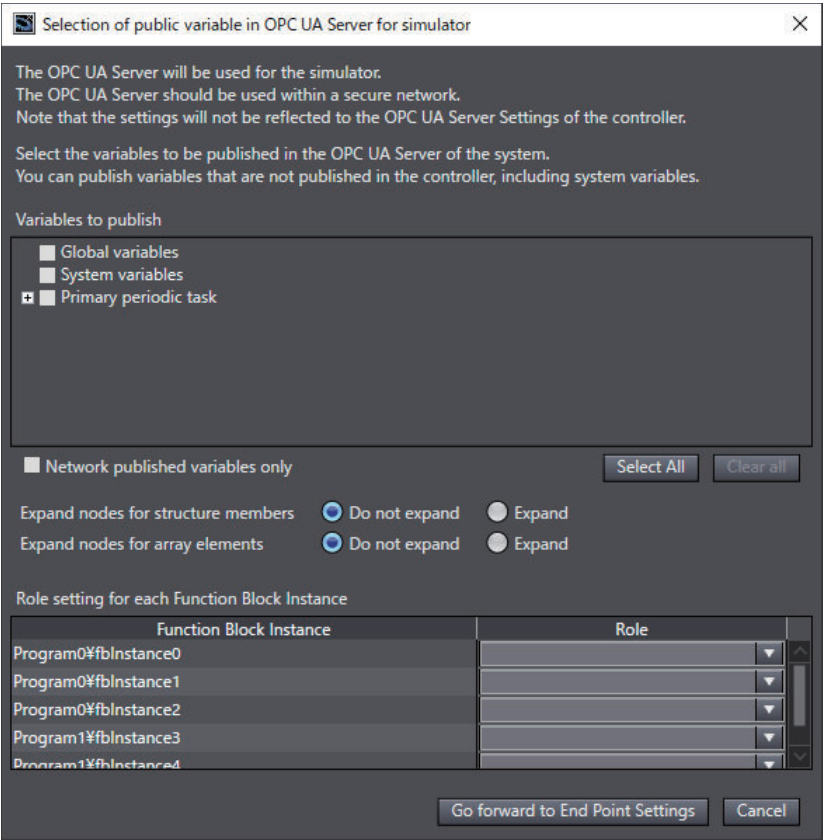 Selection of public variable in OPC UA Server for simulator
The OPC UA Server will be used for the simulator.
The OPC UA Server should be used within a secure network.
Note that the settings will not be reflected to the OPC UA Server Settings of the controller.
Select the variables to be published in the OPC UA Server of the system.
You can publish variables that are not published in the controller, including system variables.
Variables to publish
Global variables
System variables
Primary periodic task
Network published variables only Select All Clear all
Expand nodes for structure members Do not expand Expand
Expand nodes for array elements Do not expand Expand
Role setting for each Function Block Instance
Function Block Instance Role
Program0¥fbInstance0
Program0¥fbInstance1
Program0¥fbInstance2
Program1¥fbInstance3
Program1¥fbInstance4
Go forward to End Point Settings Cancel